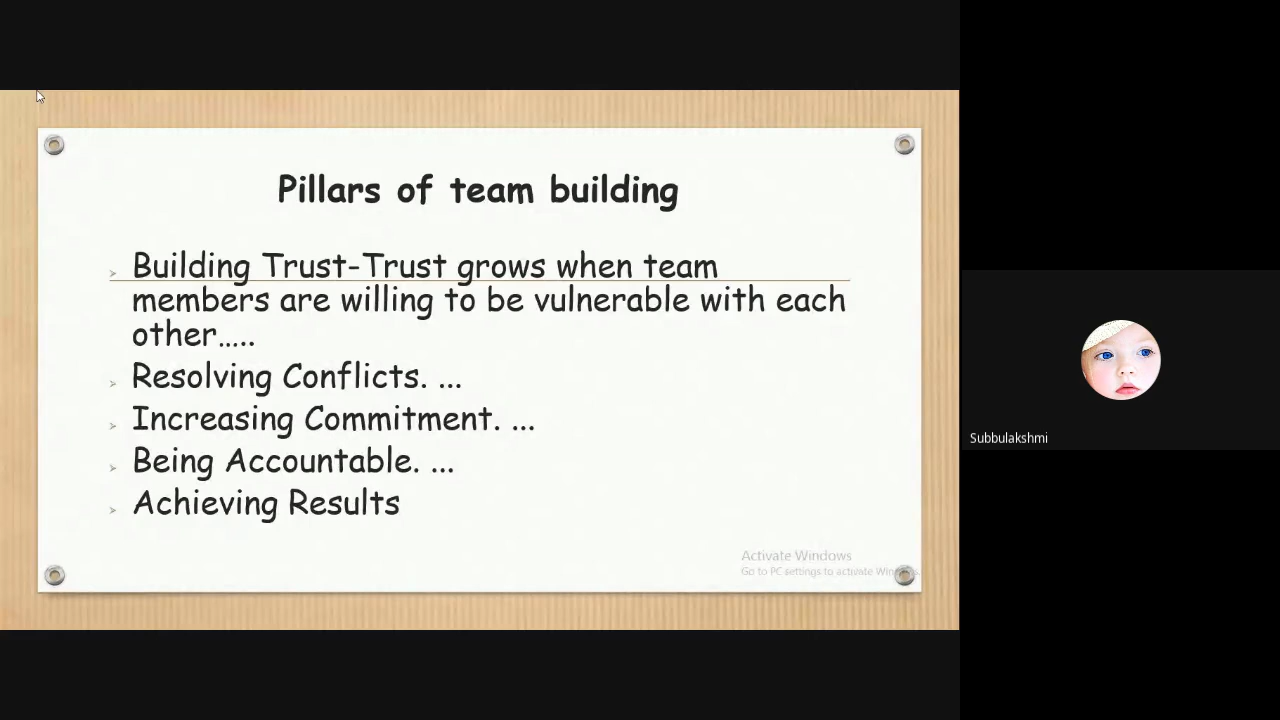 Pillars of team building
Building Trust-Trust grows when team
members are willing to be vulnerable with each
other.....
Resolving Conflicts. ...
Increasing Commitment. ...
Being Accountable. ...
Achieving Results
Activate Windows
Go to PC settings to activate Windows.
Subbulakshmi